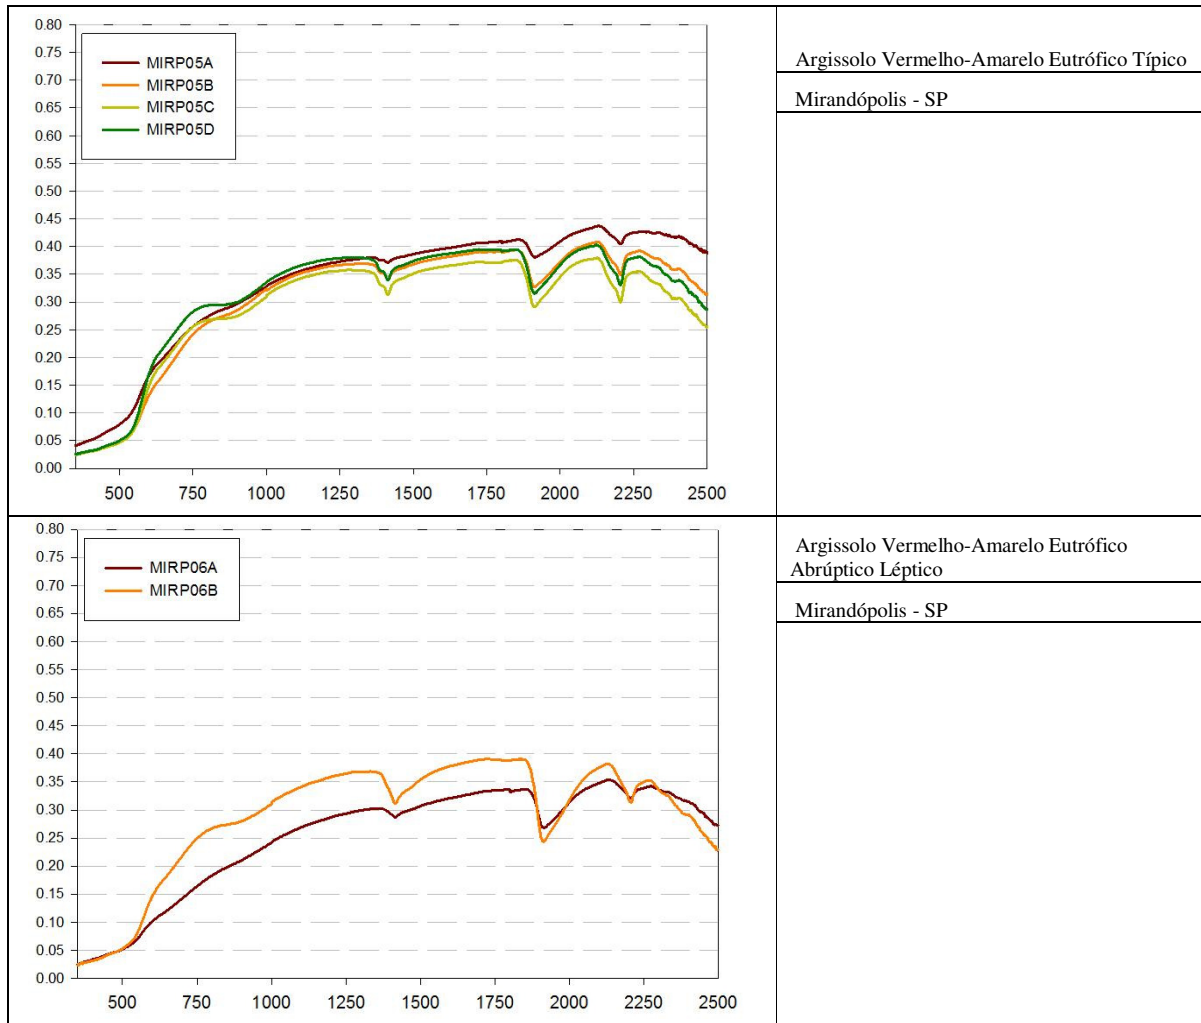 0.80
0.75
0.70
0.65
0.60
0.55
0.50
0.45
0.40
0.35
0.30
0.25
0.20
0.15
0.10
0.05
0.00
MIRP05A
MIRP05B
MIRP05C
MIRP05D
500 750 1000 1250 1500 1750 2000 2250 2500
Argissolo Vermelho-Amarelo Eutrófico Típico
Mirandópolis - SP
0.80
0.75
0.70
0.65
0.60
0.55
0.50
0.45
0.40
0.35
0.30
0.25
0.20
0.15
0.10
0.05
0.00
MIRP06A
MIRP06B
500 750 1000 1250 1500 1750 2000 2250 2500
Argissolo Vermelho-Amarelo Eutrófico
Abrúptico Léptico
Mirandópolis - SP